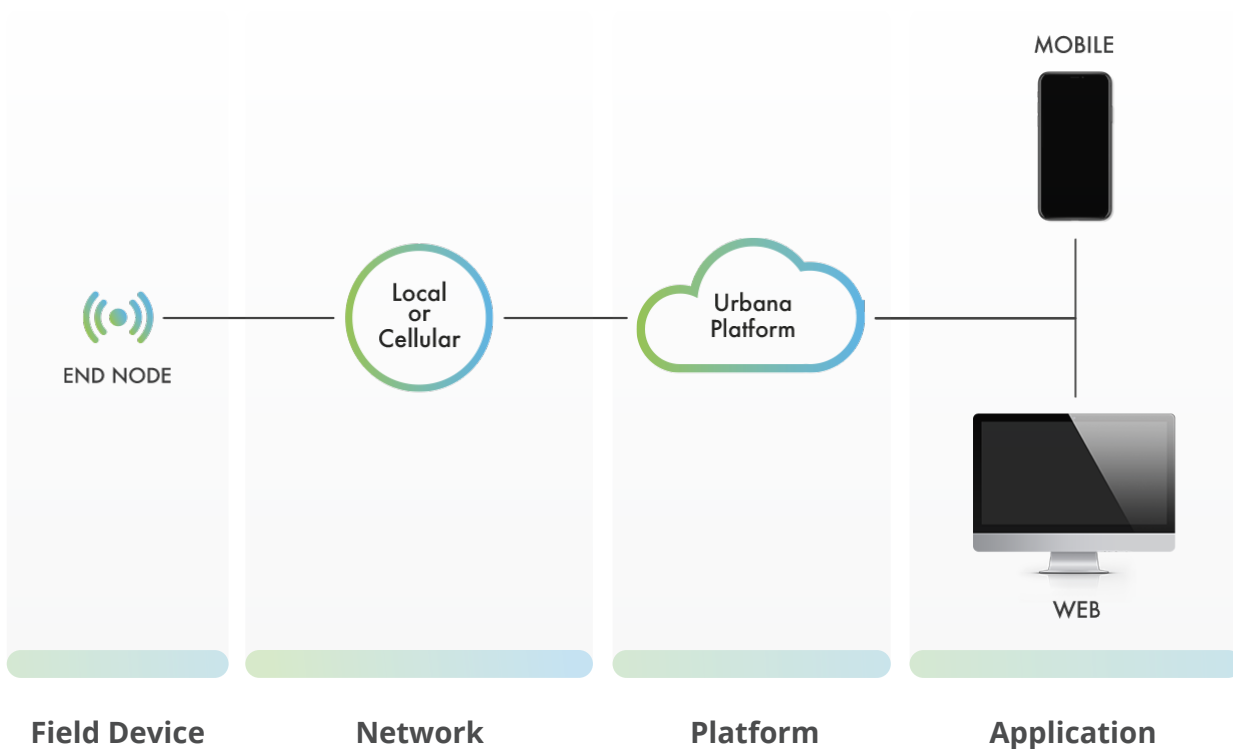 MOBILE
END NODE
Local
or
Cellular
Urbana
Platform
WEB
Field Device
Network
Platform
Application